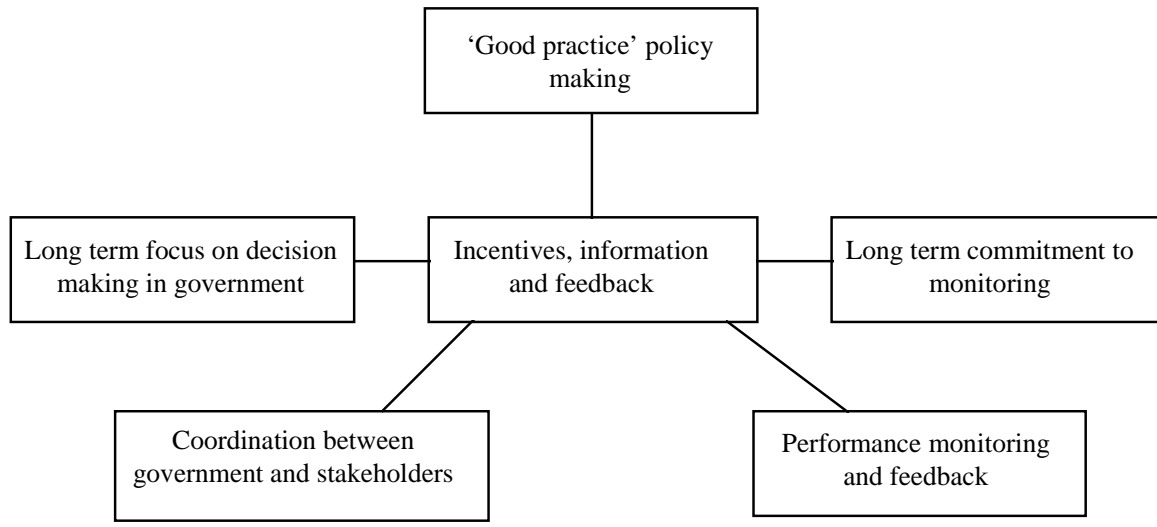 ‘Good practice’ policy
making
Long term focus on decision
making in government
Incentives, information
and feedback
Long term commitment to
monitoring
Coordination between
government and stakeholders
Performance monitoring
and feedback